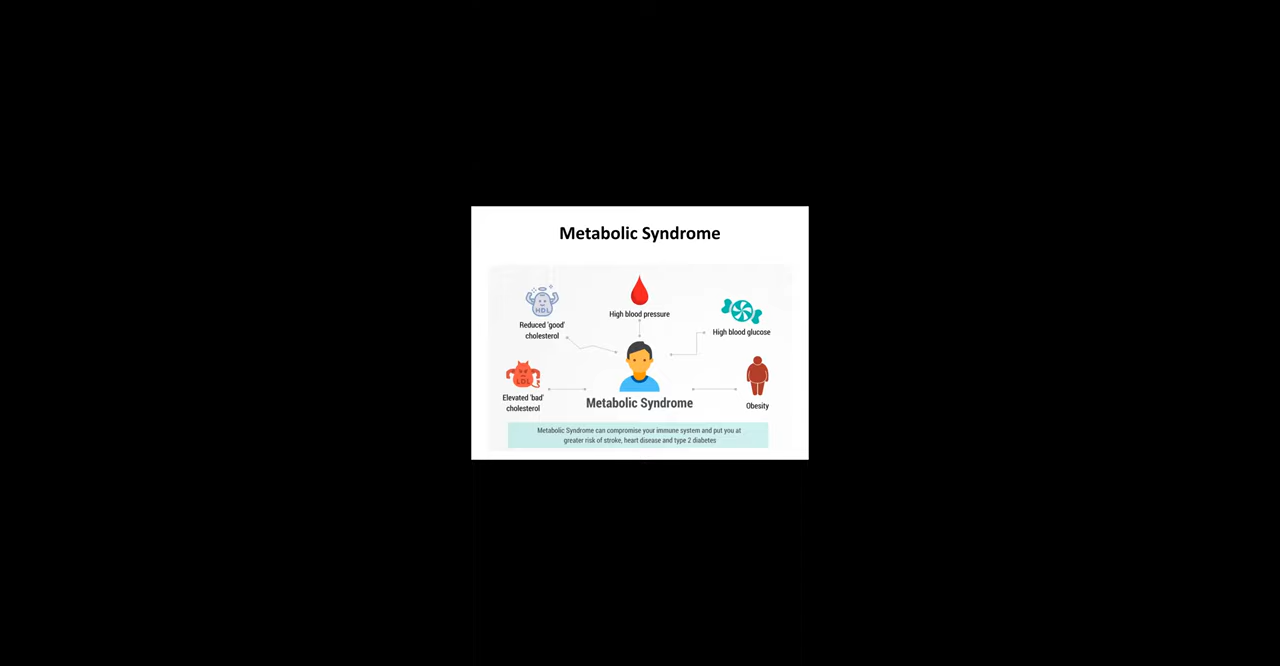 Metabolic Syndrome
HDL
Reduced 'good'
cholesterol
High blood pressure
High blood glucose
LDL
Elevated 'bad'
cholesterol
Metabolic Syndrome
Obesity
Metabolic Syndrome can compromise your immune system and put you at
greater risk of stroke, heart disease and type 2 diabetes